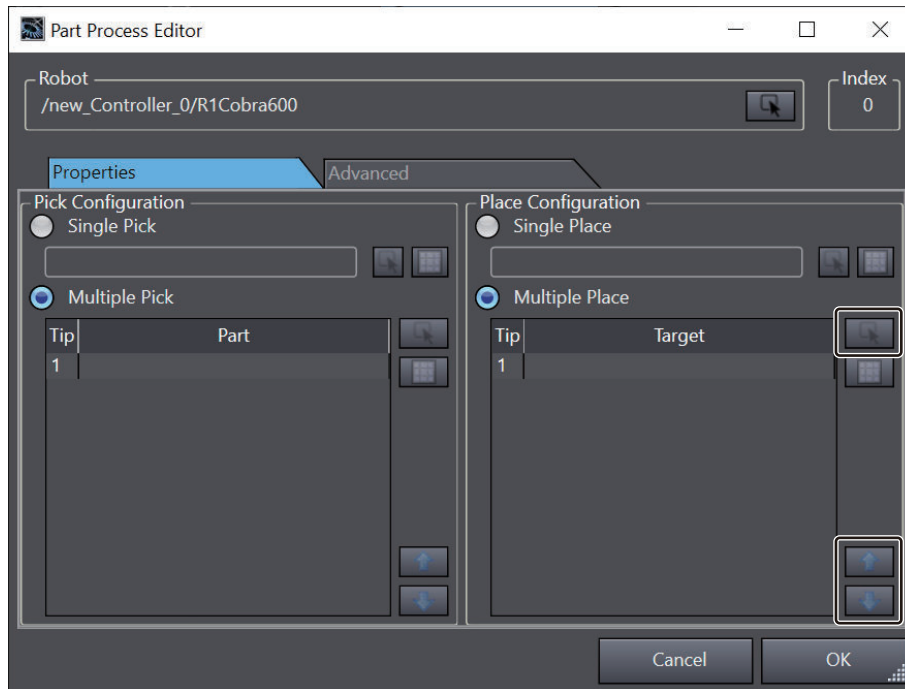 Part Process Editor
Robot
Index
/new_Controller_0/R1Cobra600
0
Properties
Advanced
Pick Configuration
Single Pick
Multiple Pick
Tip Part
1
Place Configuration
Single Place
Multiple Place
Tip Target
1
Cancel
OK